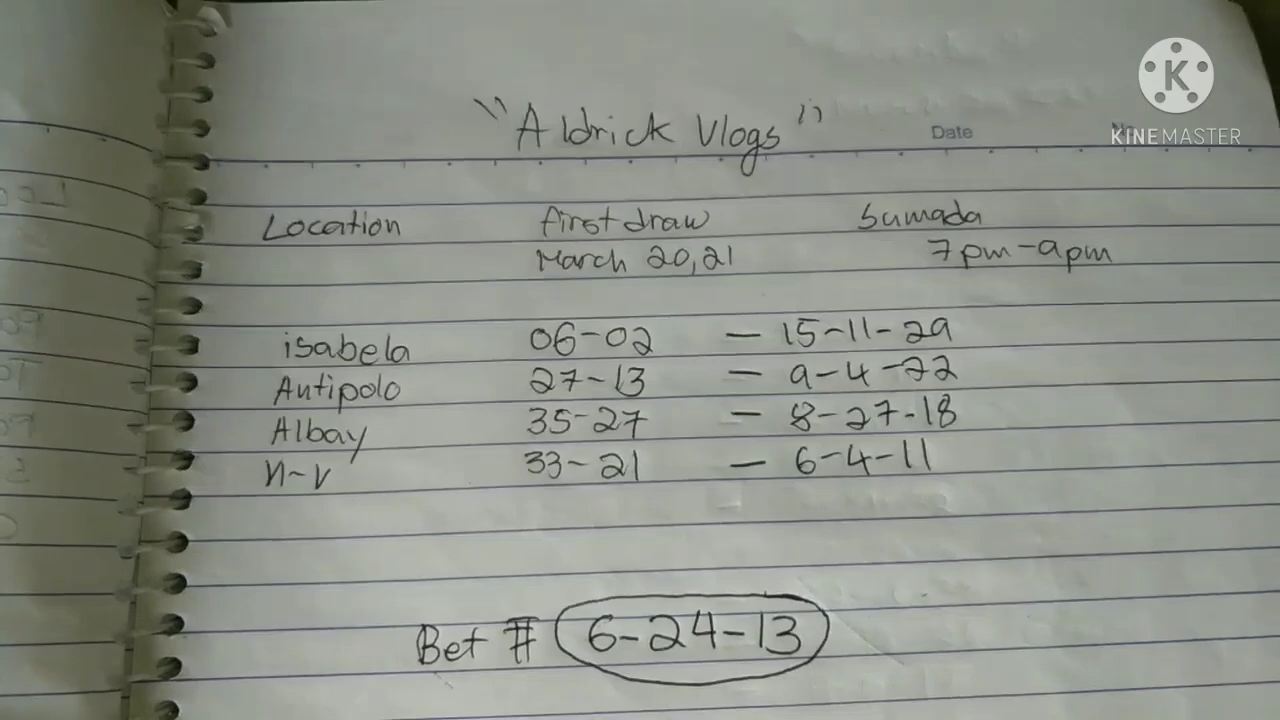 "Aldrick Vlogs"
Date
KINEMASTER
Location first draw Sumada
March 20,21 7pm-9pm
isabela 06-02 - 15-11-29
Antipolo 27-13 - 9-4-22
Albay 35-27 - 8-27-18
n-v 33-21 - 6-4-11
Bet # 6-24-13